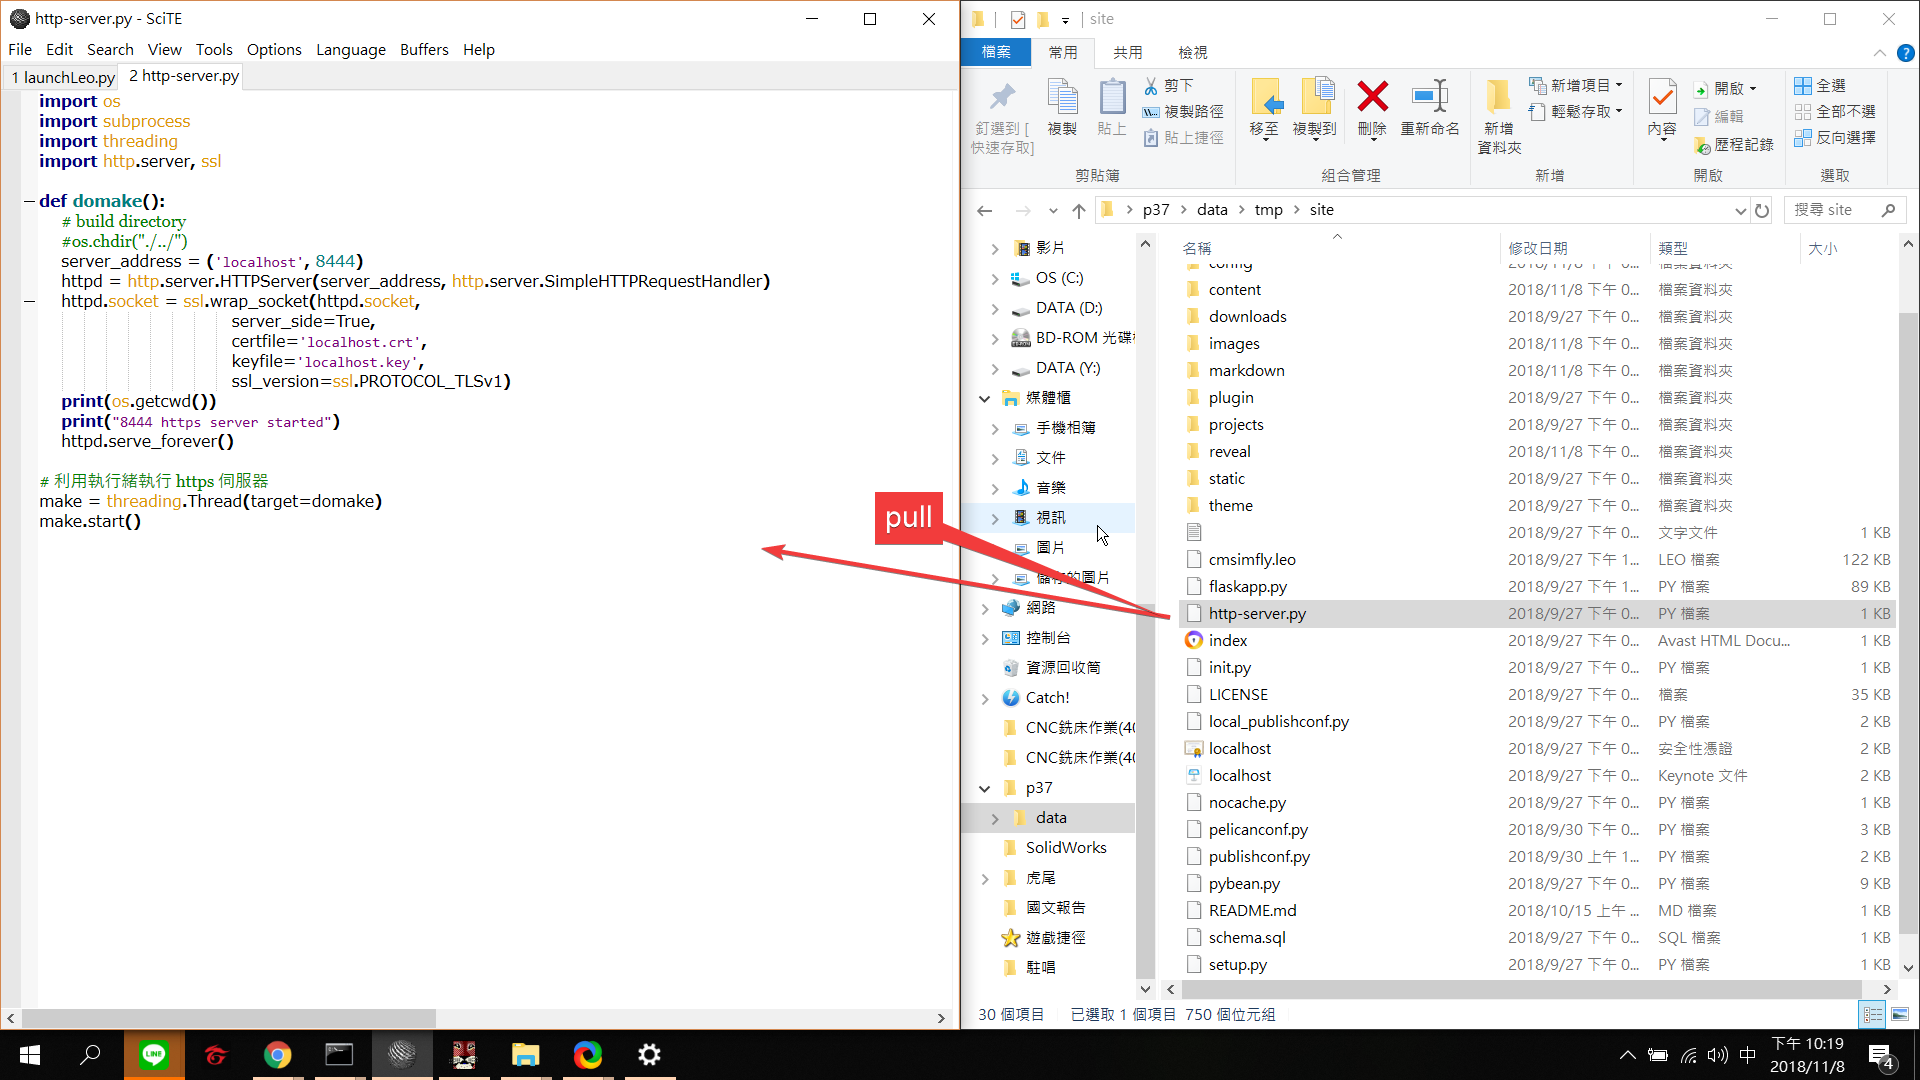 http-server.py - SciTE
File Edit Search View Tools Options Language Buffers Help
1 launchLeo.py 2 http-server.py
import os
import subprocess
import threading
import http.server, ssl
def domake():
# build directory
#os.chdir("./../")
server_address = ('localhost', 8444)
httpd = http.server.HTTPServer(server_address, http.server.SimpleHTTPRequestHandler)
httpd.socket = ssl.wrap_socket(httpd.socket,
server_side=True,
certfile='localhost.crt',
keyfile='localhost.key',
ssl_version=ssl.PROTOCOL_TLSv1)
print(os.getcwd())
print("8444 https server started")
httpd.serve_forever()
# 利用執行緒執行 https 伺服器
make = threading.Thread(target=domake)
make.start()
pull
site
檔案 常用 共用 檢視
釘選到 [
快速存取]
複製
貼上
剪下
複製路徑
貼上捷徑
剪貼簿
移至
複製到
刪除
重新命名
組合管理
新增
資料夾
新增項目
輕鬆存取
新增
內容
開啟
編輯
歷程記錄
開啟
全選
全部不選
反向選擇
選取
p37 data tmp site
搜尋 site
影片
OS (C:)
DATA (D:)
BD-ROM 光碟
DATA (Y:)
媒體櫃
手機相簿
文件
音樂
視訊
圖片
儲存的圖片
網路
控制台
資源回收筒
Catch!
CNC銑床作業(40
CNC銑床作業(40
p37
data
SolidWorks
虎尾
國文報告
遊戲捷徑
駐唱
名稱 修改日期 類型 大小
config 2018/11/8 下午 0... 檔案資料夾
content 2018/11/8 下午 0... 檔案資料夾
downloads 2018/9/27 下午 0... 檔案資料夾
images 2018/11/8 下午 0... 檔案資料夾
markdown 2018/11/8 下午 0... 檔案資料夾
plugin 2018/9/27 下午 0... 檔案資料夾
projects 2018/9/27 下午 0... 檔案資料夾
reveal 2018/11/8 下午 0... 檔案資料夾
static 2018/9/27 下午 0... 檔案資料夾
theme 2018/9/27 下午 0... 檔案資料夾
2018/9/27 下午 0... 文字文件 1 KB
cmsimfly.leo 2018/9/27 下午 1... LEO 檔案 122 KB
flaskapp.py 2018/9/27 下午 1... PY 檔案 89 KB
http-server.py 2018/9/27 下午 0... PY 檔案 1 KB
index 2018/9/27 下午 0... Avast HTML Docu... 1 KB
init.py 2018/9/27 下午 0... PY 檔案 1 KB
LICENSE 2018/9/27 下午 0... 檔案 35 KB
local_publishconf.py 2018/9/27 下午 0... PY 檔案 2 KB
localhost 2018/9/27 下午 0... 安全性憑證 2 KB
localhost 2018/9/27 下午 0... Keynote 文件 2 KB
nocache.py 2018/9/27 下午 0... PY 檔案 1 KB
pelicanconf.py 2018/9/30 下午 0... PY 檔案 3 KB
publishconf.py 2018/9/30 上午 1... PY 檔案 2 KB
pybean.py 2018/9/27 下午 0... PY 檔案 9 KB
README.md 2018/10/15 上午 ... MD 檔案 1 KB
schema.sql 2018/9/27 下午 0... SQL 檔案 1 KB
setup.py 2018/9/27 下午 0... PY 檔案 1 KB
30 個項目 已選取 1 個項目 750 個位元組
LINE
中
下午 10:19
2018/11/8
4